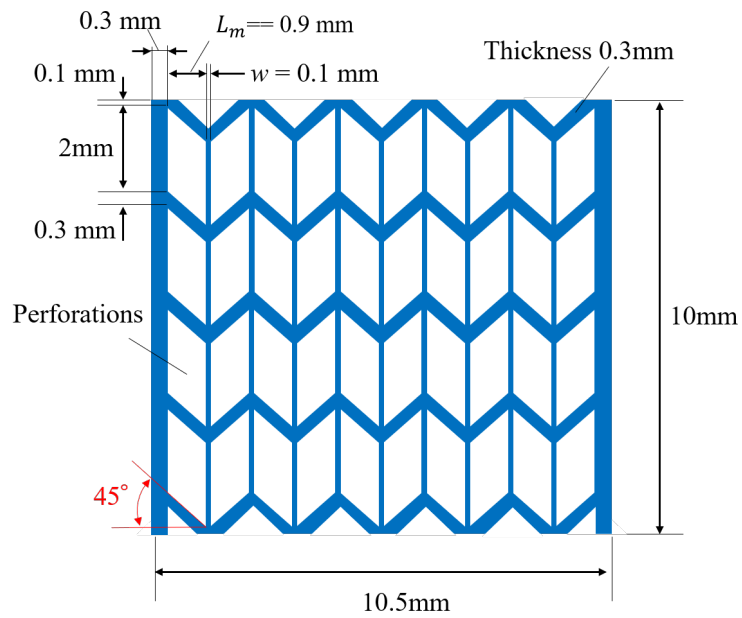 0.3 mm
L_m== 0.9 mm
0.1 mm
w = 0.1 mm
Thickness 0.3mm
2mm
0.3 mm
Perforations
10mm
45°
10.5mm